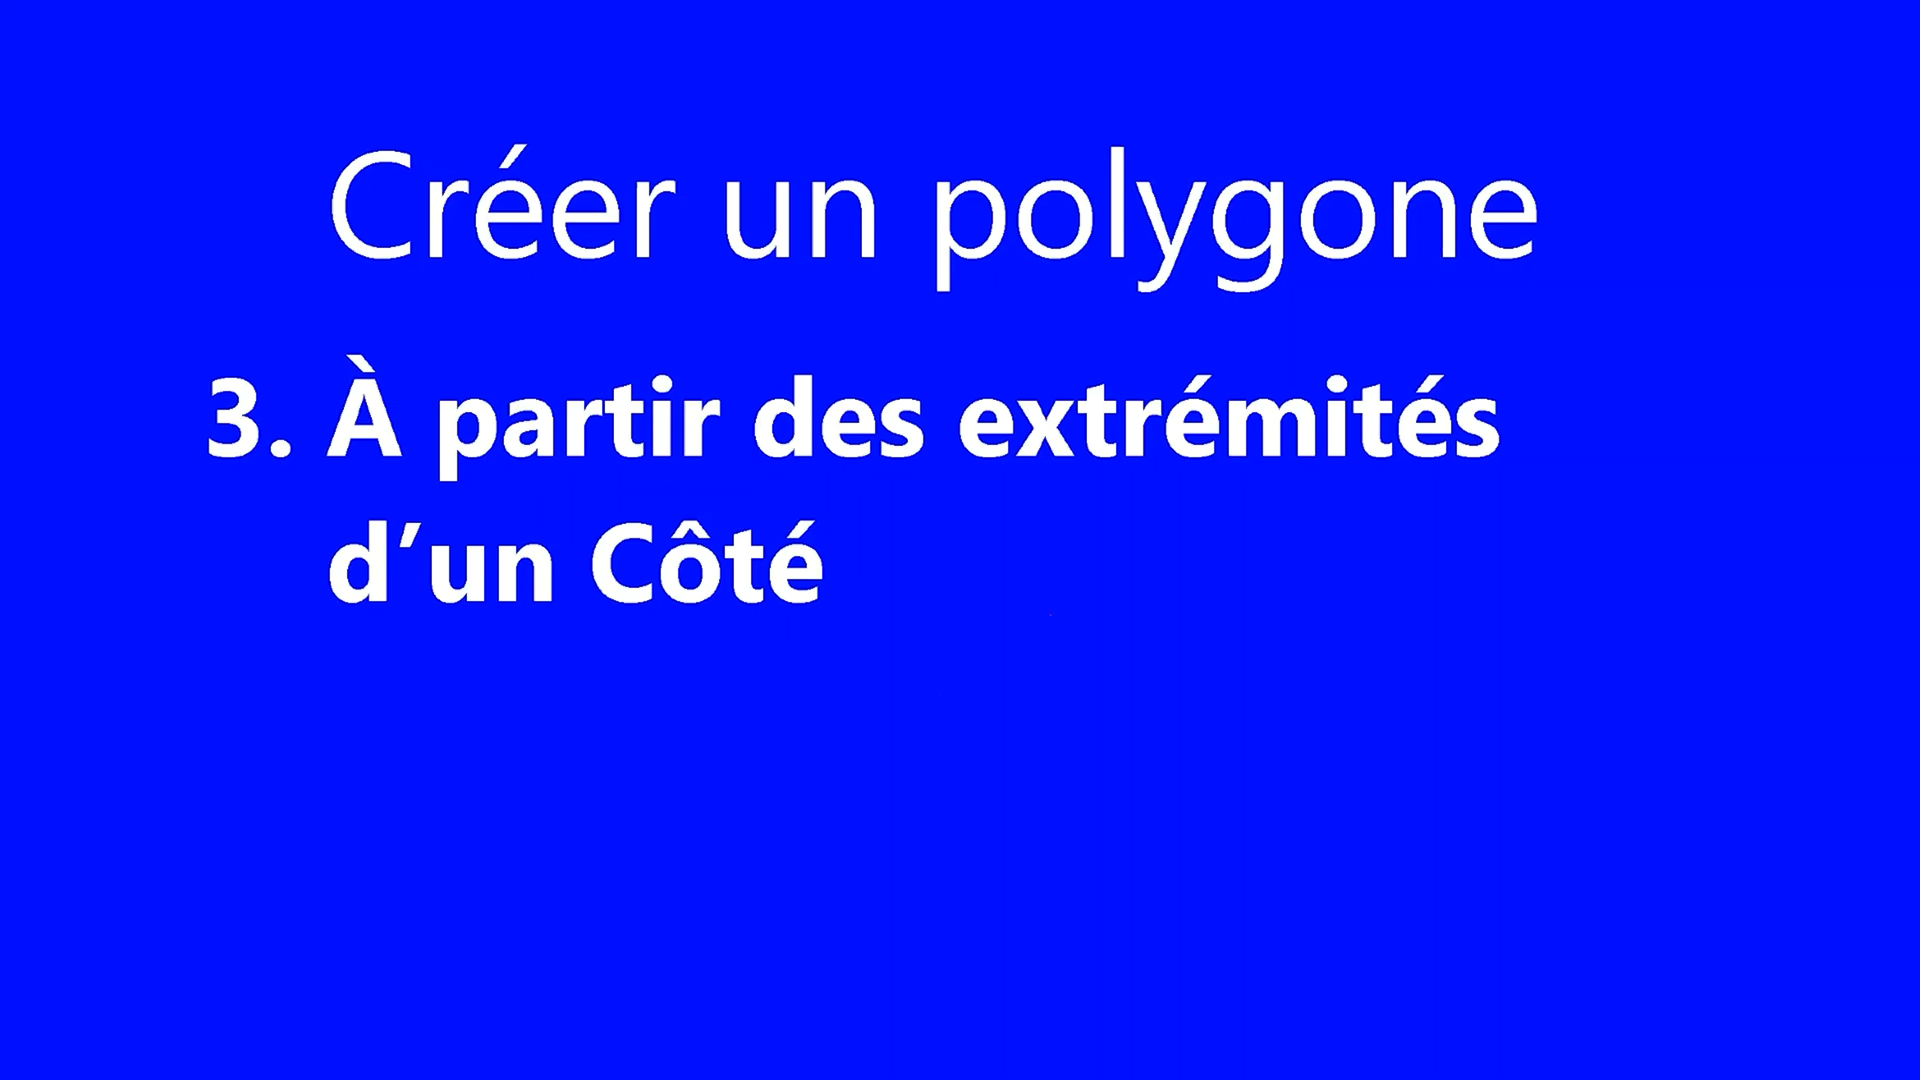 Créer un polygone
3. À partir des extrémités
d’un Côté